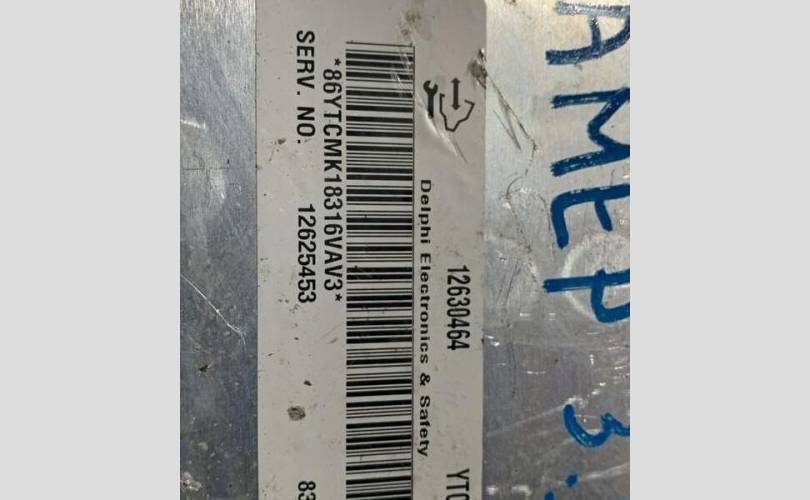 AMEP 3.
12630464 YTC
Delphi Electronics & Safety
*86YTCMK18316VAV3*
SERV. NO. 12625453 83